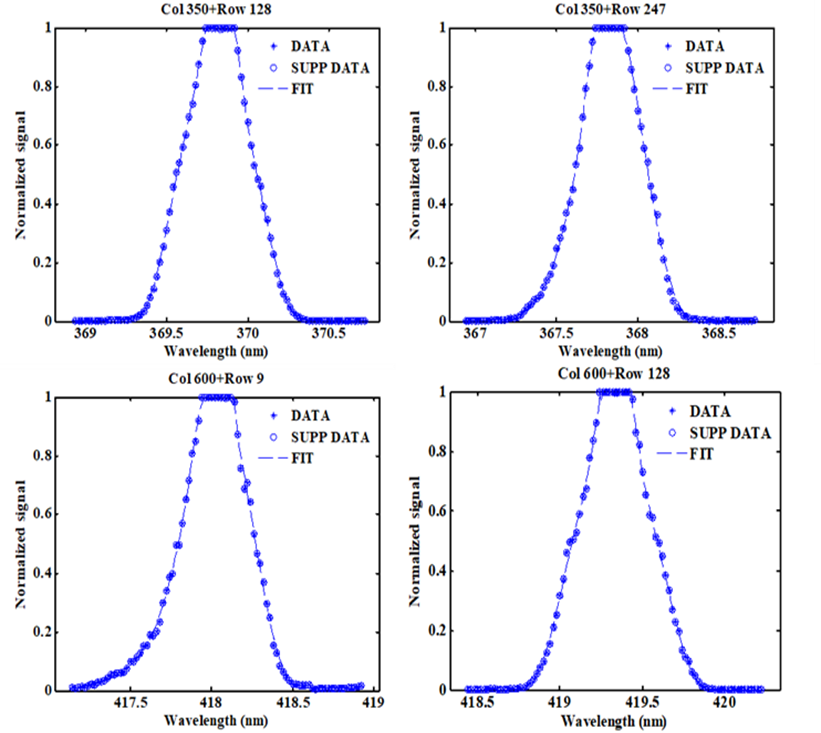 Col350+Row 128
1
0.8
0.6
0.4
0.2
0
Normalized signal
DATA
SUPP DATA
FIT
369
369.5
370
370.5
Wavelength (nm)
Col350+Row 247
1
0.8
0.6
0.4
0.2
0
Normalized signal
DATA
SUPP DATA
FIT
367
367.5
368
368.5
Wavelength (nm)
Col 600+Row 9
1
0.8
0.6
0.4
0.2
0
Normalized signal
DATA
SUPP DATA
FIT
417.5
418
418.5
419
Wavelength (nm)
Col 600+Row 128
1
0.8
0.6
0.4
0.2
0
Normalized signal
DATA
SUPP DATA
FIT
418.5
419
419.5
420
Wavelength (nm)